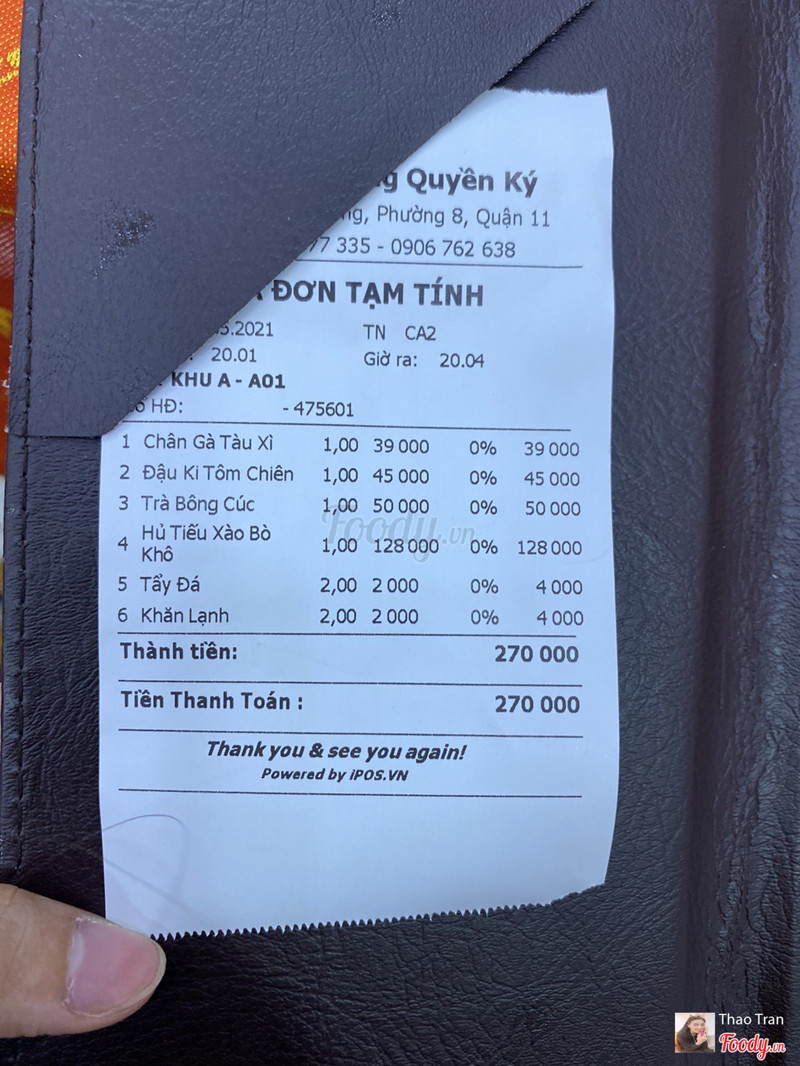 Quyền Ký
Phường 8, Quận 11
335 - 0906 762 638
ĐƠN TẠM TÍNH
.2021 TN CA2
20.01 Giờ ra: 20.04
KHU A - A01
HĐ: - 475601
1 Chân Gà Tàu Xì 1,00 39 000 0% 39 000
2 Đậu Ki Tôm Chiên 1,00 45 000 0% 45 000
3 Trà Bông Cúc 1,00 50 000 0% 50 000
4 Hủ Tiếu Xào Bò
Khô 1,00 128 000 0% 128 000
5 Tẩy Đá 2,00 2 000 0% 4 000
6 Khăn Lạnh 2,00 2 000 0% 4 000
Thành tiền: 270 000
Tiền Thanh Toán : 270 000
Thank you & see you again!
Powered by iPOS.VN
Foody.vn
Thao Tran
Foody.vn